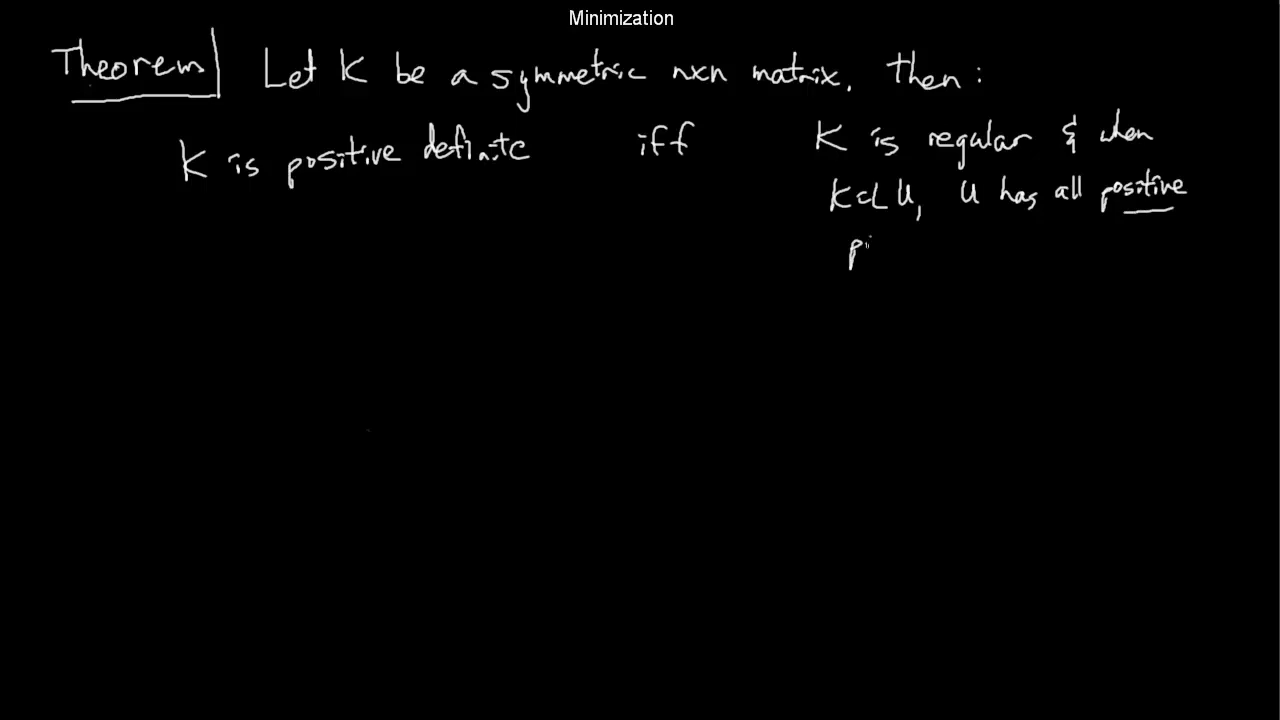 Minimization
Theorem Let K be a symmetric nxn matrix. Then :
K is positive definite iff K is regular & when
K=LU, U has all positive
pi